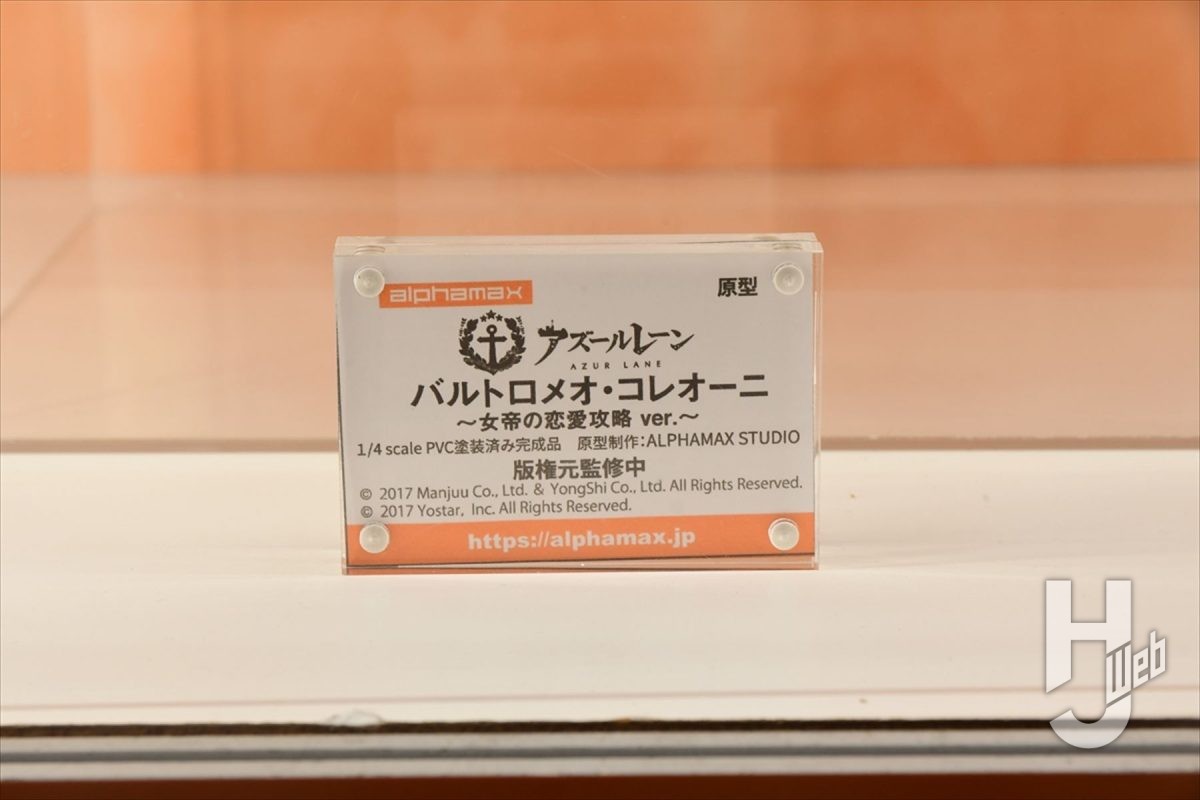 alphamax
原型
アズールレーン
AZUR LANE
バルトロメオ・コレオーニ
～女帝の恋愛攻略 ver.～
1/4 scale PVC塗装済み完成品 原型制作：ALPHAMAX STUDIO
版権元監修中
© 2017 Manjuu Co., Ltd. & YongShi Co., Ltd. All Rights Reserved.
© 2017 Yostar, Inc. All Rights Reserved.
https://alphamax.jp
HJ Web